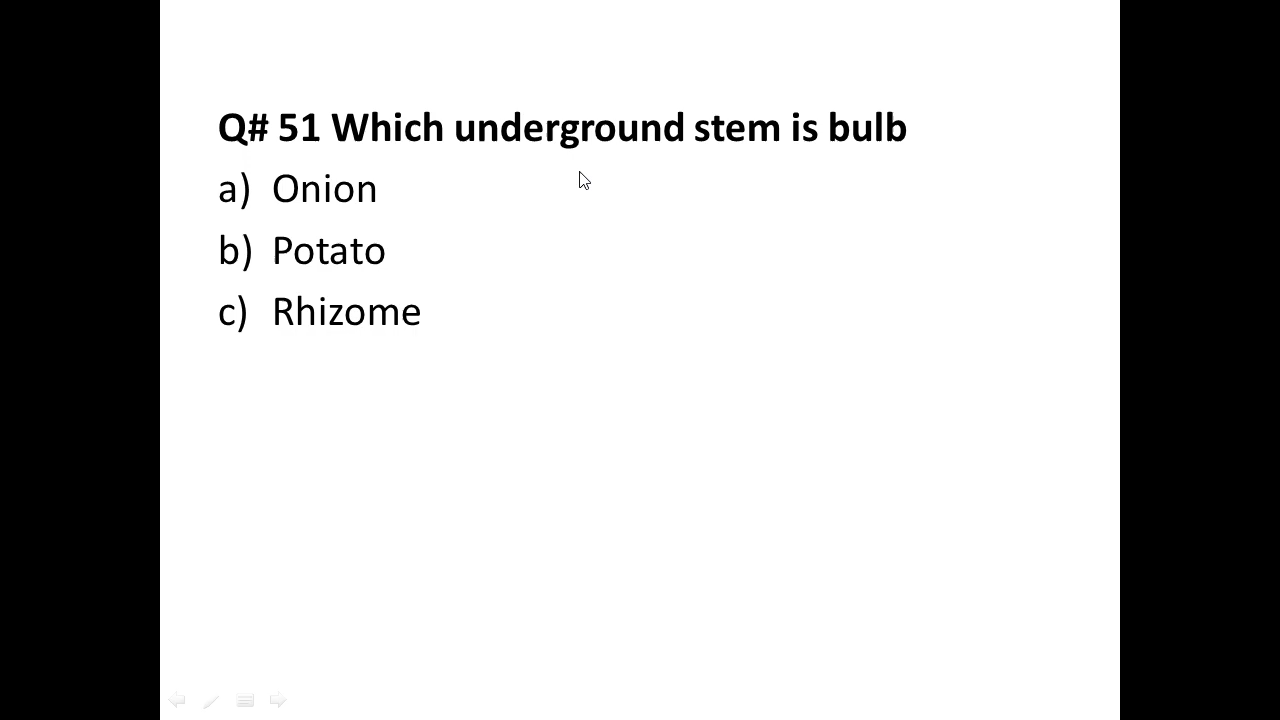 Q# 51 Which underground stem is bulb
a) Onion
b) Potato
c) Rhizome